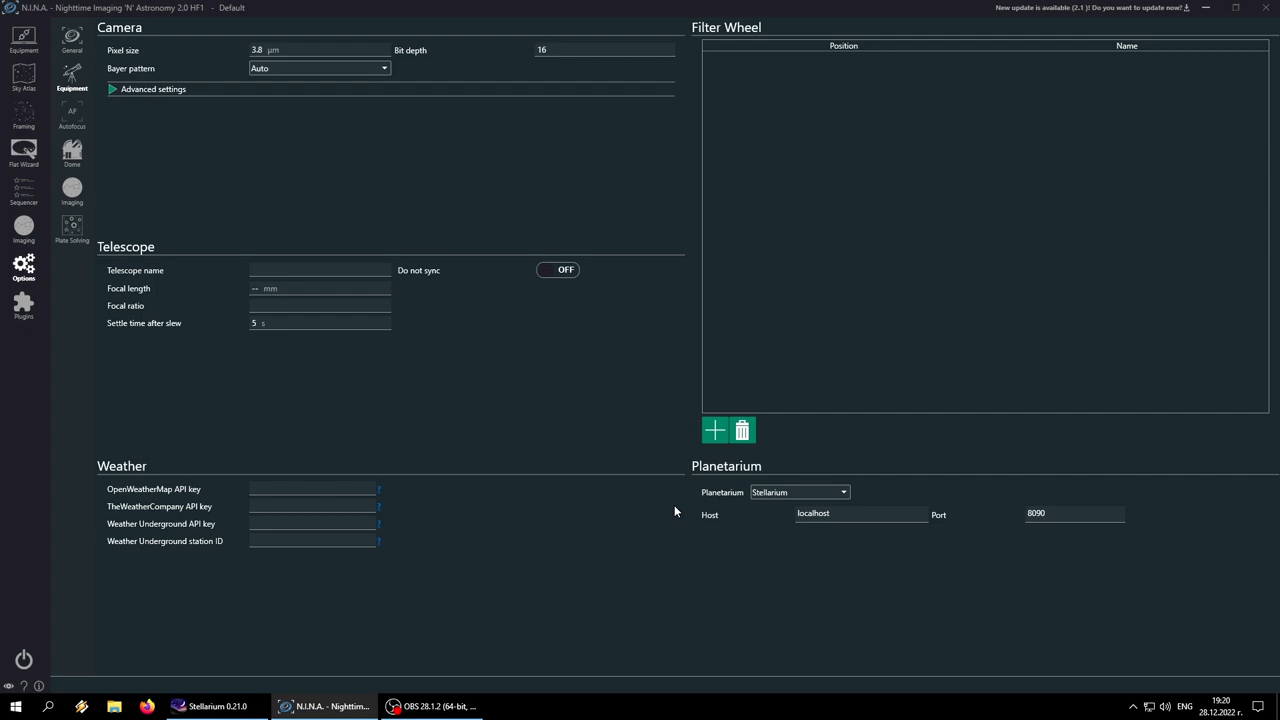 N.I.N.A. - Nighttime Imaging 'N' Astronomy 2.0 HF1 - Default
New update is available (2.1 )! Do you want to update now?
Equipment
Sky Atlas
Framing
Flat Wizard
Sequencer
Imaging
Options
Plugins
General
Equipment
AF
Autofocus
Dome
Imaging
Plate Solving
Camera
Pixel size 3.8 µm Bit depth 16
Bayer pattern Auto
Advanced settings
Filter Wheel
Position Name
Telescope
Telescope name Do not sync OFF
Focal length -- mm
Focal ratio
Settle time after slew 5 s
Weather
OpenWeatherMap API key ?
TheWeatherCompany API key ?
Weather Underground API key ?
Weather Underground station ID ?
Planetarium
Planetarium Stellarium
Host localhost Port 8090
Stellarium 0.21.0
N.I.N.A. - Nighttime...
OBS 28.1.2 (64-bit, ...
ENG
19:20
28.12.2022 г.